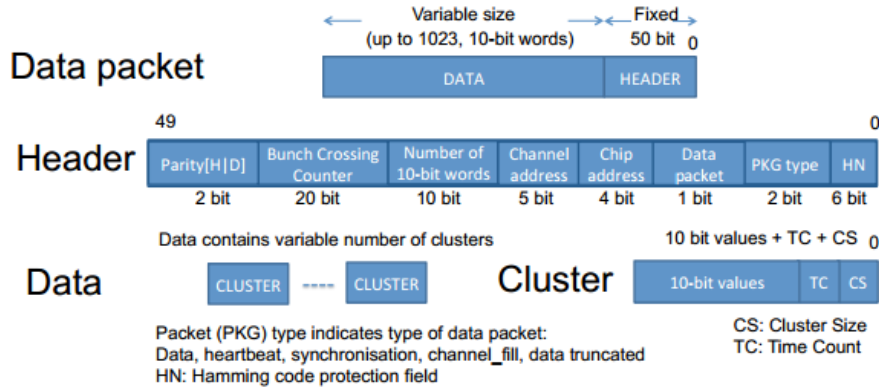 Variable size Fixed
(up to 1023, 10-bit words) 50 bit 0
Data packet
DATA HEADER
49 0
Header
Parity[H|D] Bunch Crossing Counter Number of 10-bit words Channel address Chip address Data packet PKG type HN
2 bit 20 bit 10 bit 5 bit 4 bit 1 bit 2 bit 6 bit
Data contains variable number of clusters 10 bit values + TC + CS 0
Data CLUSTER ---- CLUSTER Cluster 10-bit values TC CS
Packet (PKG) type indicates type of data packet:
Data, heartbeat, synchronisation, channel_fill, data truncated
HN: Hamming code protection field
CS: Cluster Size
TC: Time Count